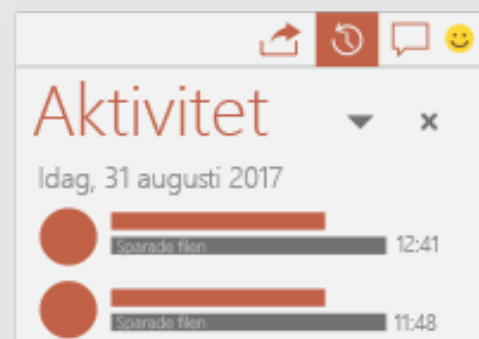 Aktivitet
Idag, 31 augusti 2017
Sparade filen 12:41
Sparade filen 11:48